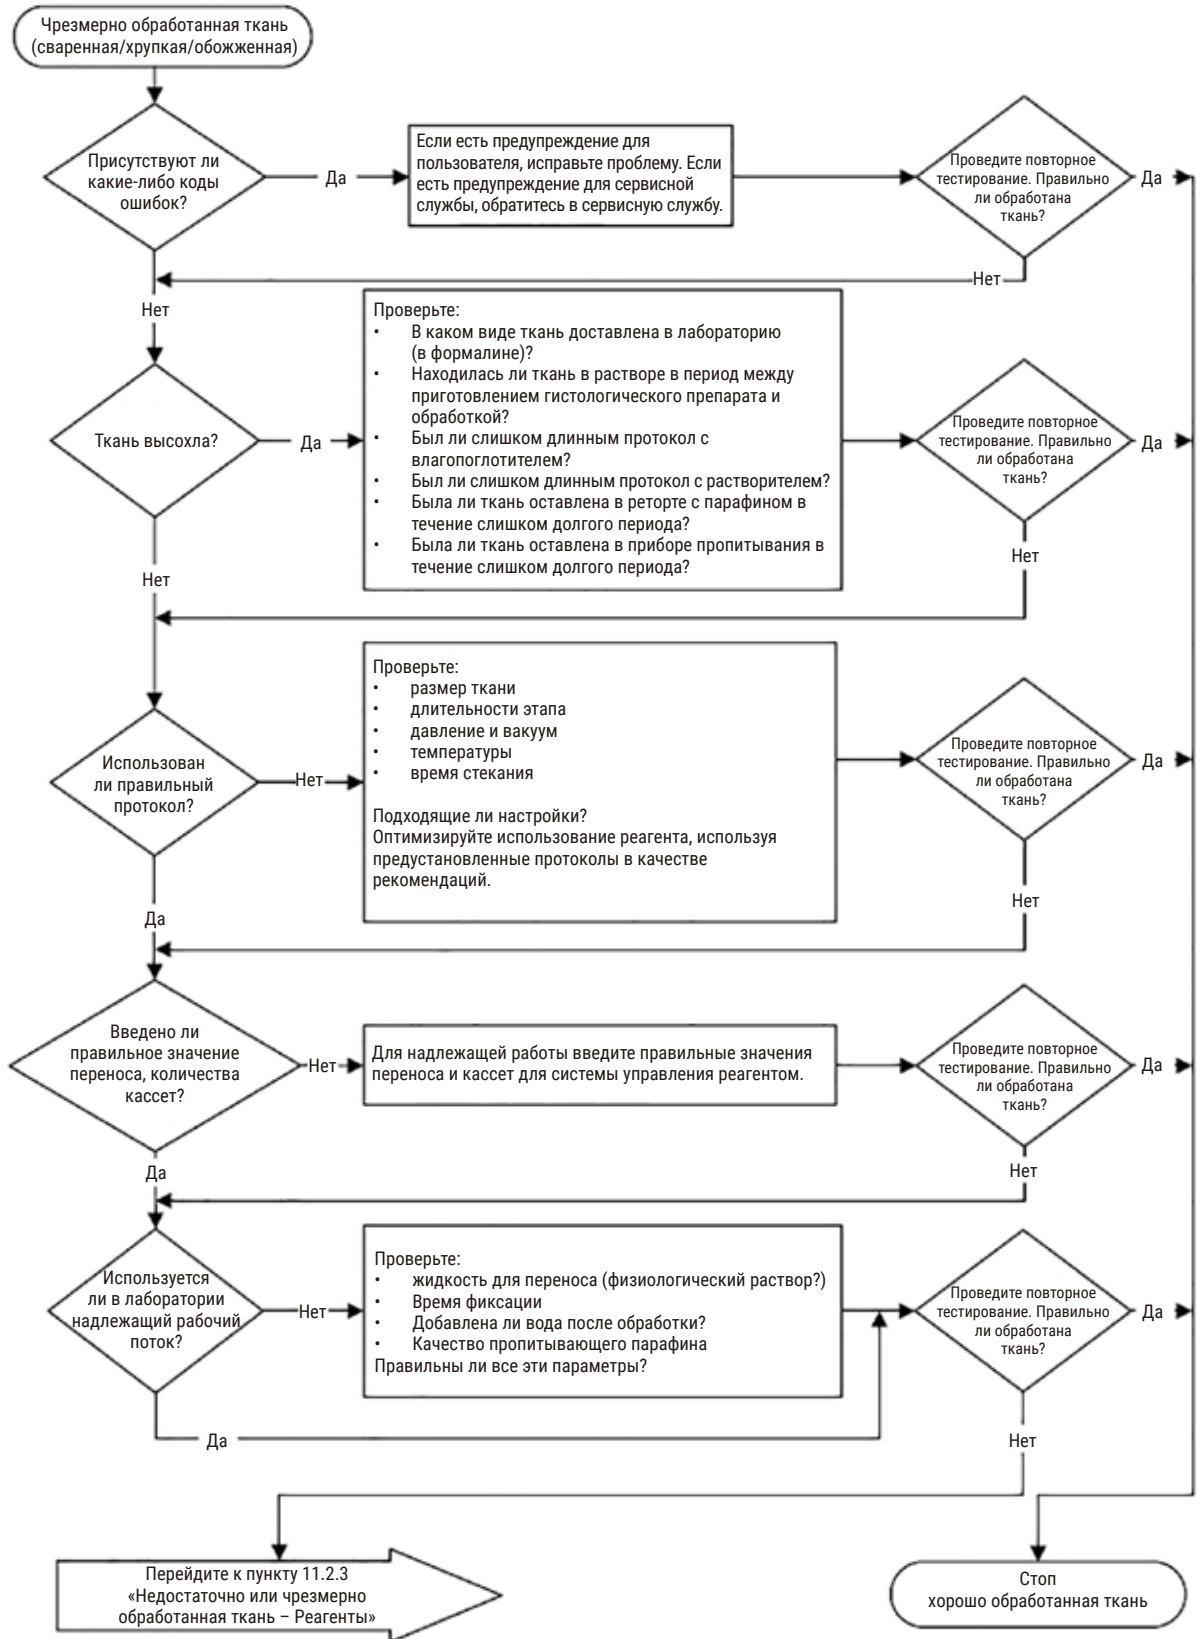 Чрезмерно обработанная ткань
(сваренная/хрупкая/обожженная)
Присутствуют ли
какие-либо коды
ошибок?
Да
Если есть предупреждение для
пользователя, исправьте проблему. Если
есть предупреждение для сервисной
службы, обратитесь в сервисную службу.
Проведите повторное
тестирование. Правильно
ли обработана
ткань?
Да
Нет
Нет
Ткань высохла?
Да
Проверьте:
• В каком виде ткань доставлена в лабораторию
(в формалине)?
• Находилась ли ткань в растворе в период между
приготовлением гистологического препарата и
обработкой?
• Был ли слишком длинным протокол с
влагопоглотителем?
• Был ли слишком длинным протокол с растворителем?
• Была ли ткань оставлена в реторте с парафином в
течение слишком долгого периода?
• Была ли ткань оставлена в приборе пропитывания в
течение слишком долгого периода?
Проведите повторное
тестирование. Правильно
ли обработана
ткань?
Да
Нет
Нет
Использован
ли правильный
протокол?
Нет
Проверьте:
• размер ткани
• длительности этапа
• давление и вакуум
• температуры
• время стекания
Подходящие ли настройки?
Оптимизируйте использование реагента, используя
предустановленные протоколы в качестве
рекомендаций.
Проведите повторное
тестирование. Правильно
ли обработана
ткань?
Да
Нет
Да
Введено ли
правильное значение
переноса, количества
кассет?
Нет
Для надлежащей работы введите правильные значения
переноса и кассет для системы управления реагентом.
Проведите повторное
тестирование. Правильно
ли обработана
ткань?
Да
Нет
Да
Используется
ли в лаборатории
надлежащий рабочий
поток?
Нет
Проверьте:
• жидкость для переноса (физиологический раствор?)
• Время фиксации
• Добавлена ли вода после обработки?
• Качество пропитывающего парафина
Правильны ли все эти параметры?
Проведите повторное
тестирование. Правильно
ли обработана
ткань?
Да
Да
Нет
Перейдите к пункту 11.2.3
«Недостаточно или чрезмерно
обработанная ткань – Реагенты»
Стоп
хорошо обработанная ткань